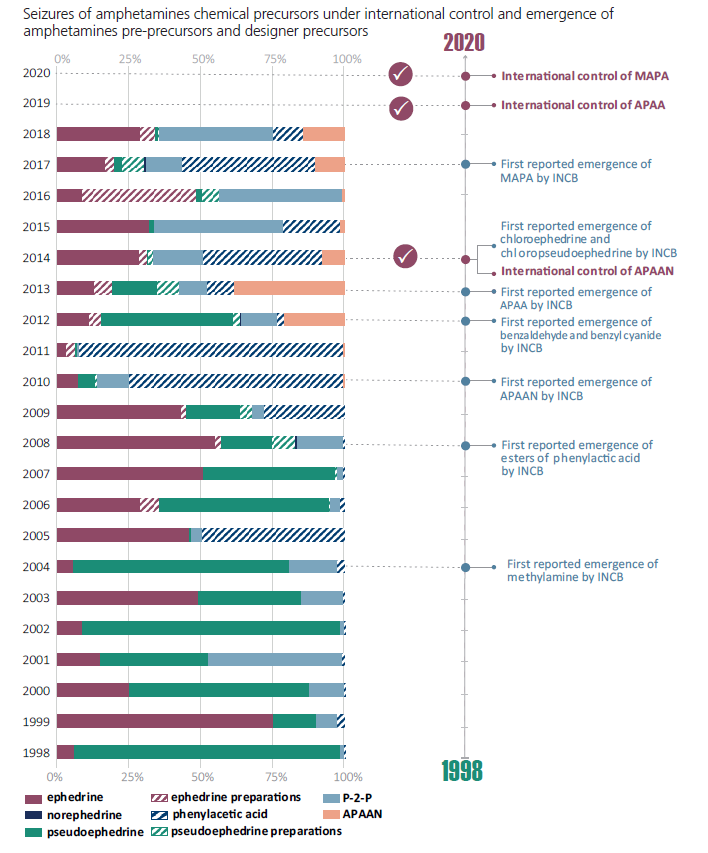 Seizures of amphetamines chemical precursors under international control and emergence of
amphetamines pre-precursors and designer precursors
2020
0% 25% 50% 75% 100%
2020
International control of MAPA
2019
International control of APAA
2018
2017
First reported emergence of
MAPA by INCB
2016
2015
First reported emergence of
chloroephedrine and
chloropseudoephedrine by INCB
2014
International control of APAAN
2013
First reported emergence of
APAA by INCB
2012
First reported emergence of
benzaldehyde and benzyl cyanide
by INCB
2011
2010
First reported emergence of
APAAN by INCB
2009
2008
First reported emergence of
esters of phenylactic acid
by INCB
2007
2006
2005
2004
First reported emergence of
methylamine by INCB
2003
2002
2001
2000
1999
1998
0% 25% 50% 75% 100%
1998
ephedrine ephedrine preparations P-2-P
norephedrine phenylacetic acid APAAN
pseudoephedrine pseudoephedrine preparations